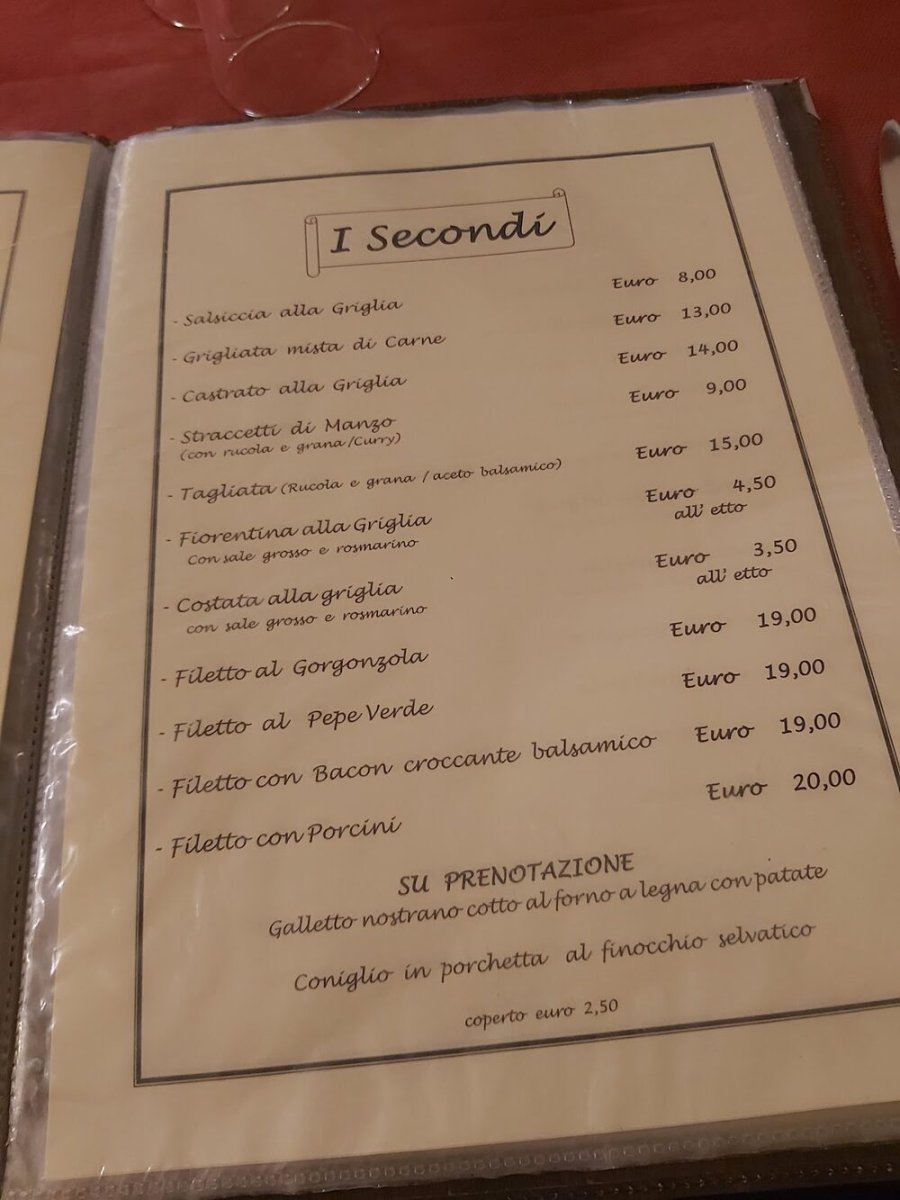 I Secondi
- Salsiccia alla Griglia Euro 8,00
- Grigliata mista di Carne Euro 13,00
- Castrato alla Griglia Euro 14,00
- Straccetti di Manzo Euro 9,00
(con rucola e grana/Curry)
- Tagliata (Rucola e grana / aceto balsamico) Euro 15,00
- Fiorentina alla Griglia Euro 4,50
Con sale grosso e rosmarino all' etto
- Costata alla griglia Euro 3,50
con sale grosso e rosmarino all' etto
- Filetto al Gorgonzola Euro 19,00
- Filetto al Pepe Verde Euro 19,00
- Filetto con Bacon croccante balsamico Euro 19,00
- Filetto con Porcini Euro 20,00
SU PRENOTAZIONE
Galletto nostrano cotto al forno a legna con patate
Coniglio in porchetta al finocchio selvatico
coperto euro 2,50